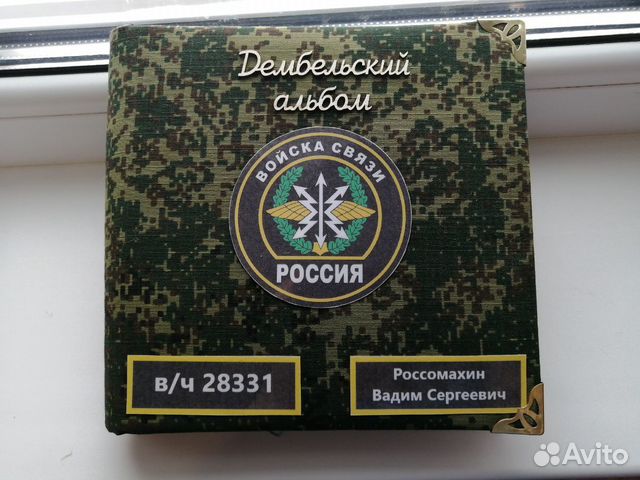 Дембельский
альбом
ВОЙСКА СВЯЗИ
РОССИЯ
в/ч 28331
Россомахин
Вадим Сергеевич
Avito